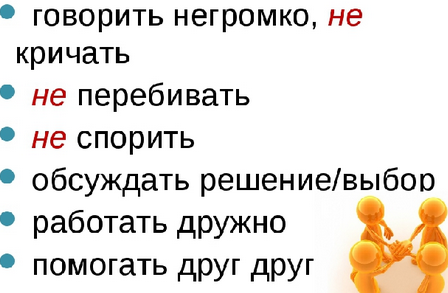 говорить негромко, не
кричать
не перебивать
не спорить
обсуждать решение/выбор
работать дружно
помогать друг друг